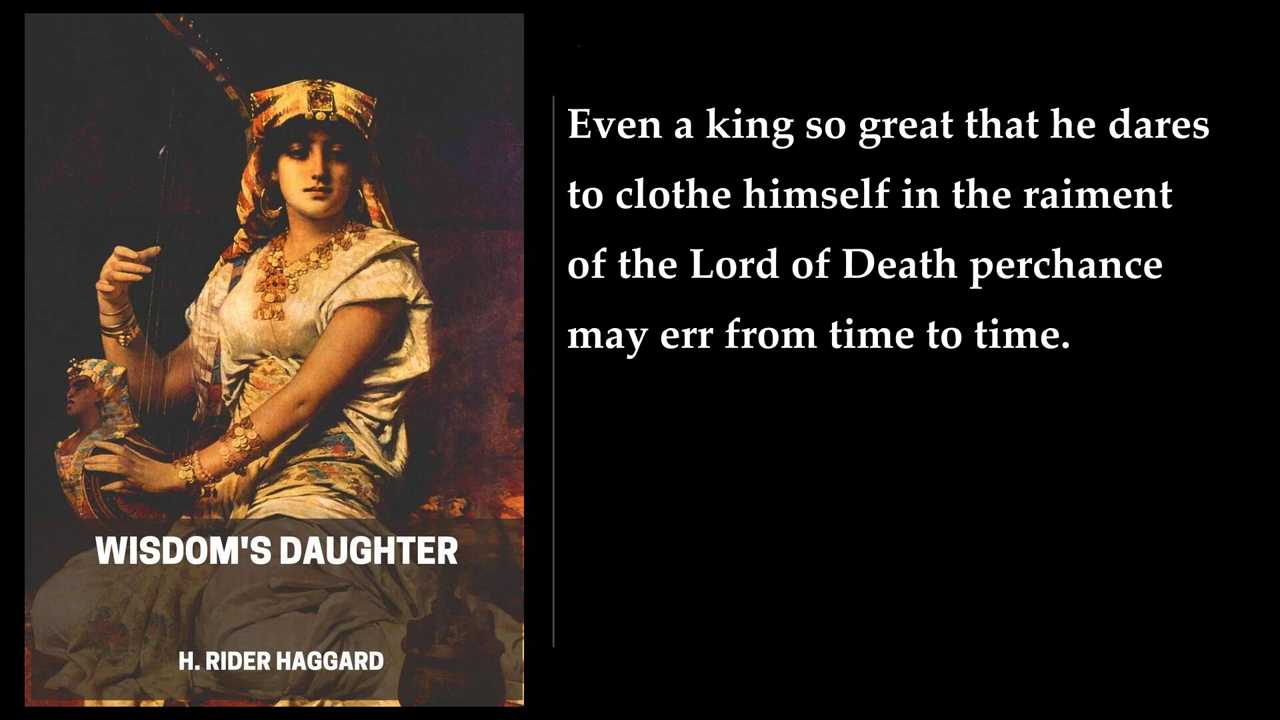 WISDOM'S DAUGHTER
H. RIDER HAGGARD
Even a king so great that he dares
to clothe himself in the raiment
of the Lord of Death perchance
may err from time to time.